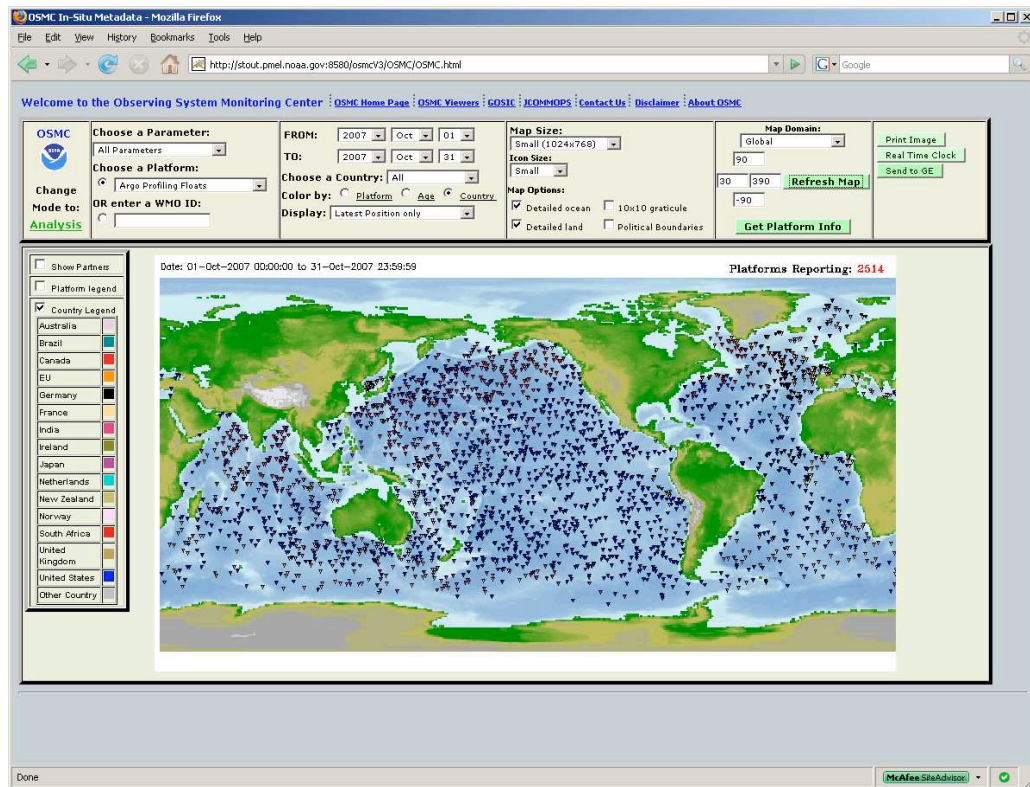 OSMC In-Situ Metadata - Mozilla Firefox
File Edit View History Bookmarks Tools Help
http://stout.pmel.noaa.gov:8580/osmcV3/OSMC/OSMC.html
Google
Welcome to the Observing System Monitoring Center OSMC Home Page OSMC Viewers GOSIC JCOMMOPS Contact Us Disclaimer About OSMC
OSMC
Change
Mode to:
Analysis
Choose a Parameter:
All Parameters
Choose a Platform:
Argo Profiling Floats
OR enter a WMO ID:
FROM: 2007 Oct 01
TO: 2007 Oct 31
Choose a Country: All
Color by: Platform Age Country
Display: Latest Position only
Map Size:
Small (1024x768)
Icon Size:
Small
Map Options:
Detailed ocean 10x10 graticule
Detailed land Political Boundaries
Map Domain:
Global
90
30 390 Refresh Map
-90
Get Platform Info
Print Image
Real Time Clock
Send to GE
Show Partners
Platform legend
Country Legend
Australia
Brazil
Canada
EU
Germany
France
India
Ireland
Japan
Netherlands
New Zealand
Norway
South Africa
United
Kingdom
United States
Other Country
Date: 01-Oct-2007 00:00:00 to 31-Oct-2007 23:59:59
Platforms Reporting: 2514
Done
McAfee SiteAdvisor